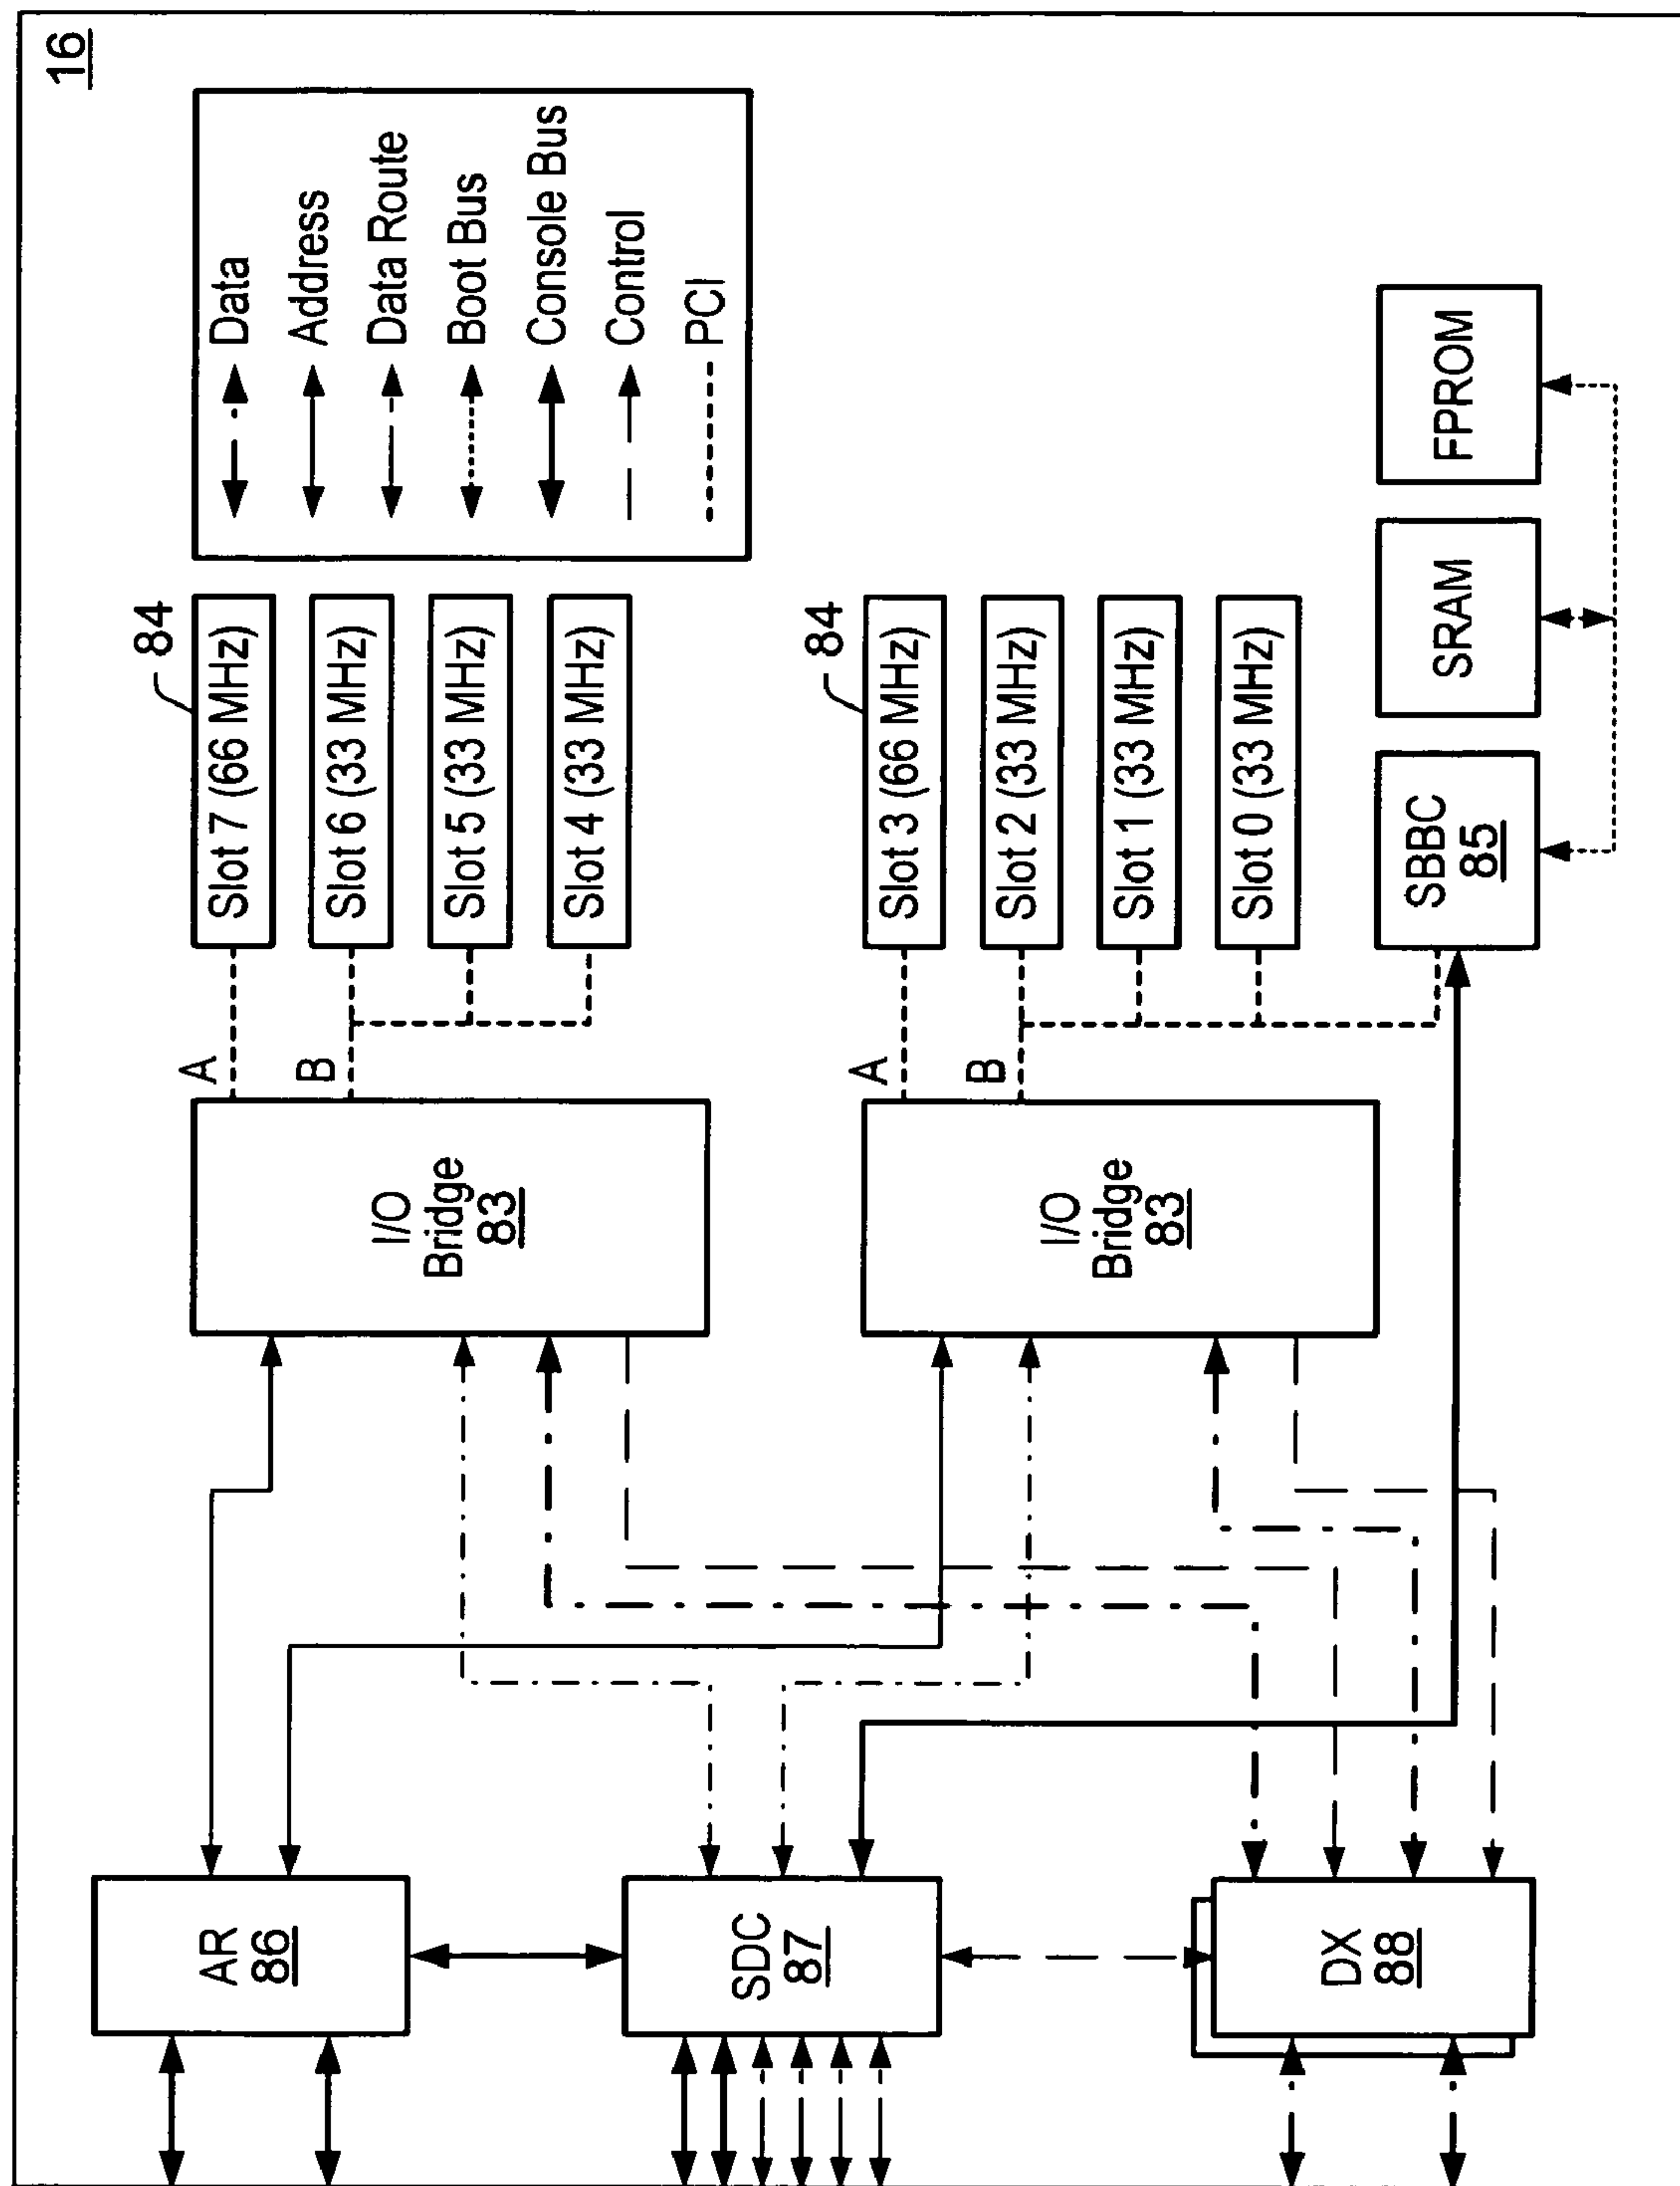 16
Data
Address
Data Route
Boot Bus
Console Bus
Control
PCI
84
Slot 7 (66 MHz)
Slot 6 (33 MHz)
Slot 5 (33 MHz)
Slot 4 (33 MHz)
A
B
I/O
Bridge
83
84
Slot 3 (66 MHz)
Slot 2 (33 MHz)
Slot 1 (33 MHz)
Slot 0 (33 MHz)
A
B
I/O
Bridge
83
SBBC
85
SRAM
FPROM
AR
86
SDC
87
DX
88